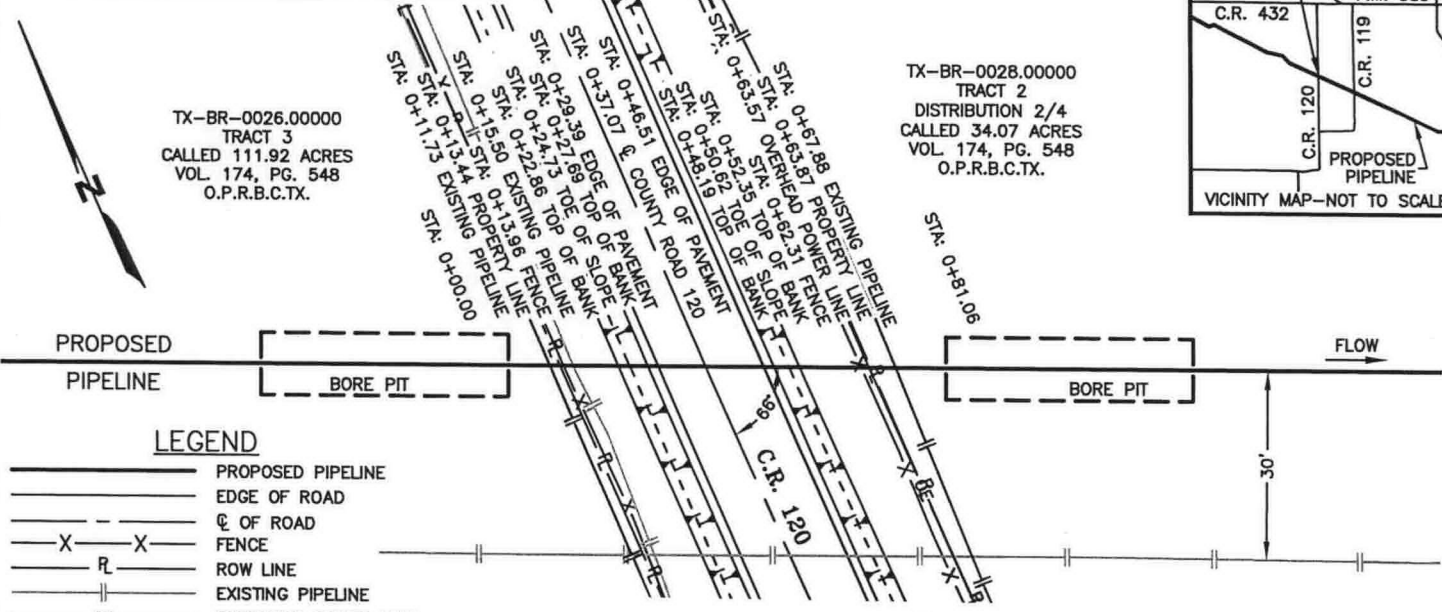 TX-BR-0026.00000
TRACT 3
CALLED 111.92 ACRES
VOL. 174, PG. 548
O.P.R.B.C.TX.
N
STA: 0+00.00
STA: 0+11.73 EXISTING PIPELINE
STA: 0+13.44 PROPERTY LINE
STA: 0+13.96 FENCE
STA: 0+15.50 EXISTING PIPELINE
STA: 0+22.86 TOP OF BANK
STA: 0+24.73 TOE OF SLOPE
STA: 0+27.69 TOP OF BANK
STA: 0+29.39 EDGE OF PAVEMENT
STA: 0+37.07 ℄ COUNTY ROAD 120
STA: 0+46.51 EDGE OF PAVEMENT
STA: 0+48.19 TOP OF BANK
STA: 0+50.62 TOE OF SLOPE
STA: 0+52.35 TOP OF BANK
STA: 0+62.31 FENCE
STA: 0+63.87 PROPERTY LINE
STA: 0+63.57 OVERHEAD POWER LINE
STA: 0+67.88 EXISTING PIPELINE
STA: 0+81.06
TX-BR-0028.00000
TRACT 2
DISTRIBUTION 2/4
CALLED 34.07 ACRES
VOL. 174, PG. 548
O.P.R.B.C.TX.
C.R. 432
C.R. 119
C.R. 120
PROPOSED
PIPELINE
VICINITY MAP-NOT TO SCALE
PROPOSED
PIPELINE
BORE PIT
BORE PIT
FLOW
66°
C.R. 120
30'
LEGEND
PROPOSED PIPELINE
EDGE OF ROAD
℄ OF ROAD
X X FENCE
PL ROW LINE
EXISTING PIPELINE